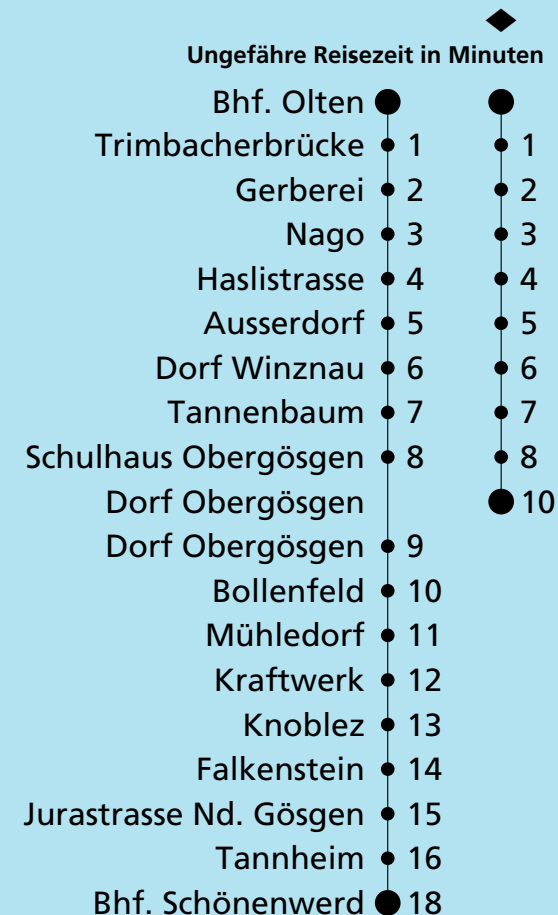 Ungefähre Reisezeit in Minuten
Bhf. Olten
Trimbacherbrücke 1 1
Gerberei 2 2
Nago 3 3
Haslistrasse 4 4
Ausserdorf 5 5
Dorf Winznau 6 6
Tannenbaum 7 7
Schulhaus Obergösgen 8 8
Dorf Obergösgen 10
Dorf Obergösgen 9
Bollenfeld 10
Mühledorf 11
Kraftwerk 12
Knoblez 13
Falkenstein 14
Jurastrasse Nd. Gösgen 15
Tannheim 16
Bhf. Schönenwerd 18